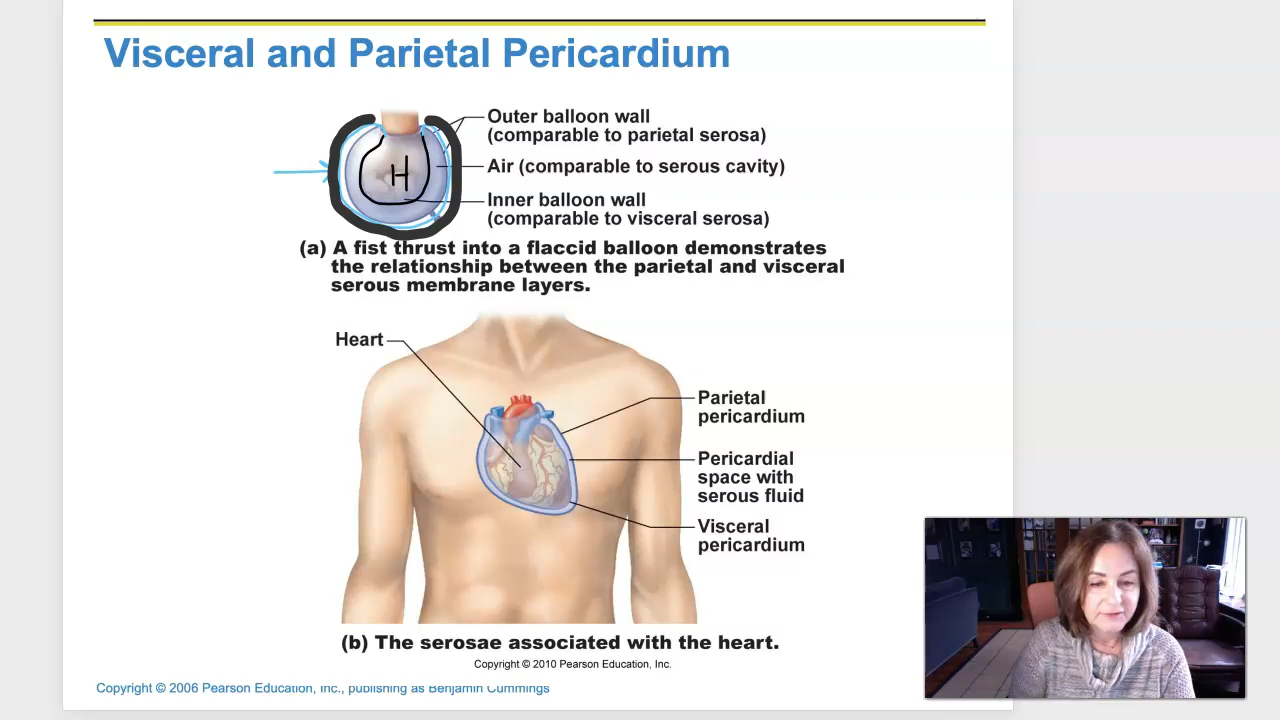 Visceral and Parietal Pericardium
Outer balloon wall
(comparable to parietal serosa)
Air (comparable to serous cavity)
H
Inner balloon wall
(comparable to visceral serosa)
(a) A fist thrust into a flaccid balloon demonstrates
the relationship between the parietal and visceral
serous membrane layers.
Heart
Parietal
pericardium
Pericardial
space with
serous fluid
Visceral
pericardium
(b) The serosae associated with the heart.
Copyright © 2010 Pearson Education, Inc.
Copyright © 2006 Pearson Education, Inc., publishing as Benjamin Cummings